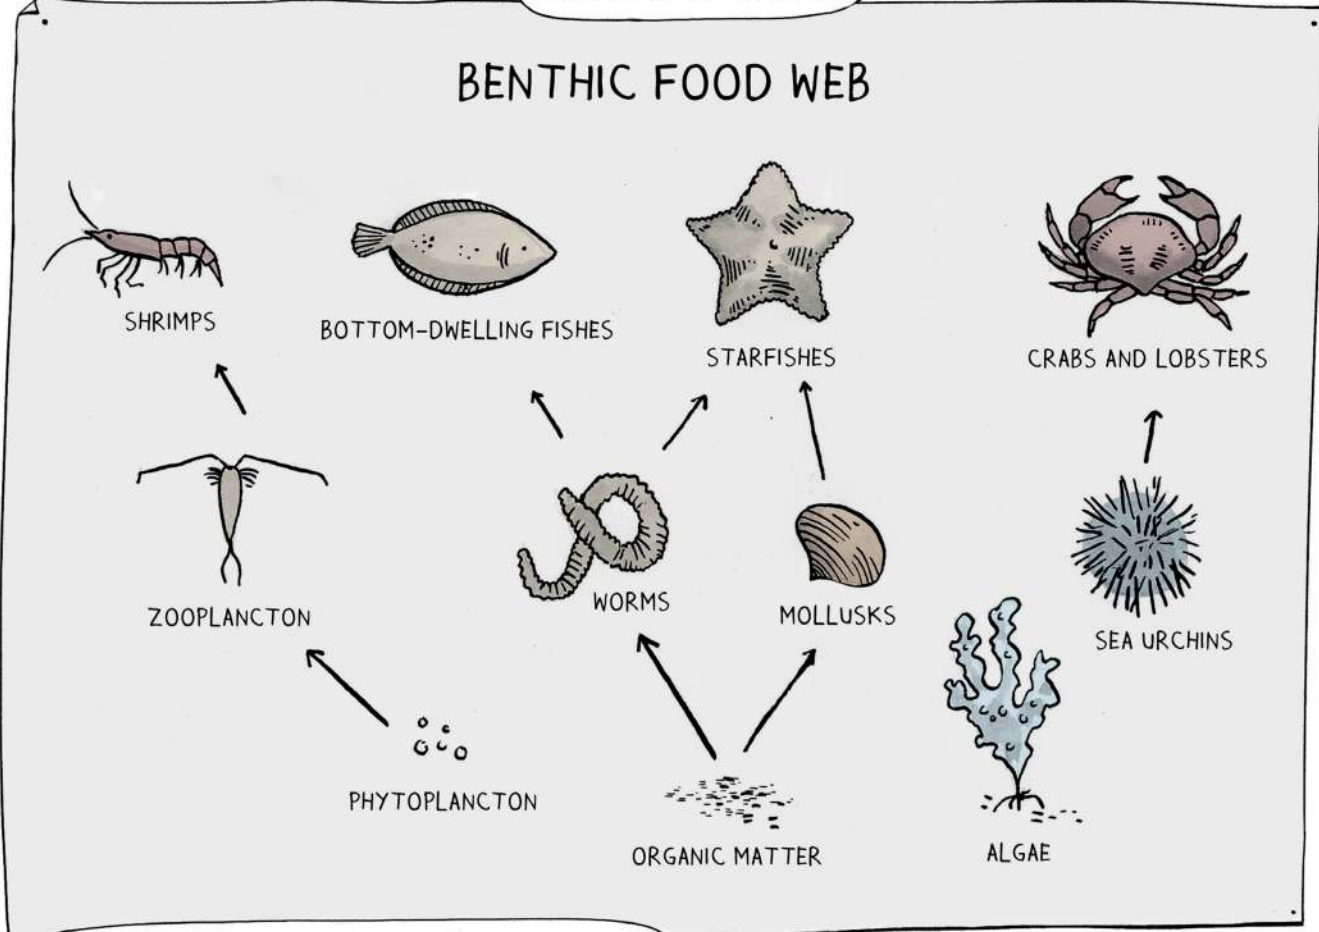 BENTHIC FOOD WEB
SHRIMPS
BOTTOM-DWELLING FISHES
STARFISHES
CRABS AND LOBSTERS
ZOOPLANCTON
WORMS
MOLLUSKS
SEA URCHINS
PHYTOPLANCTON
ORGANIC MATTER
ALGAE